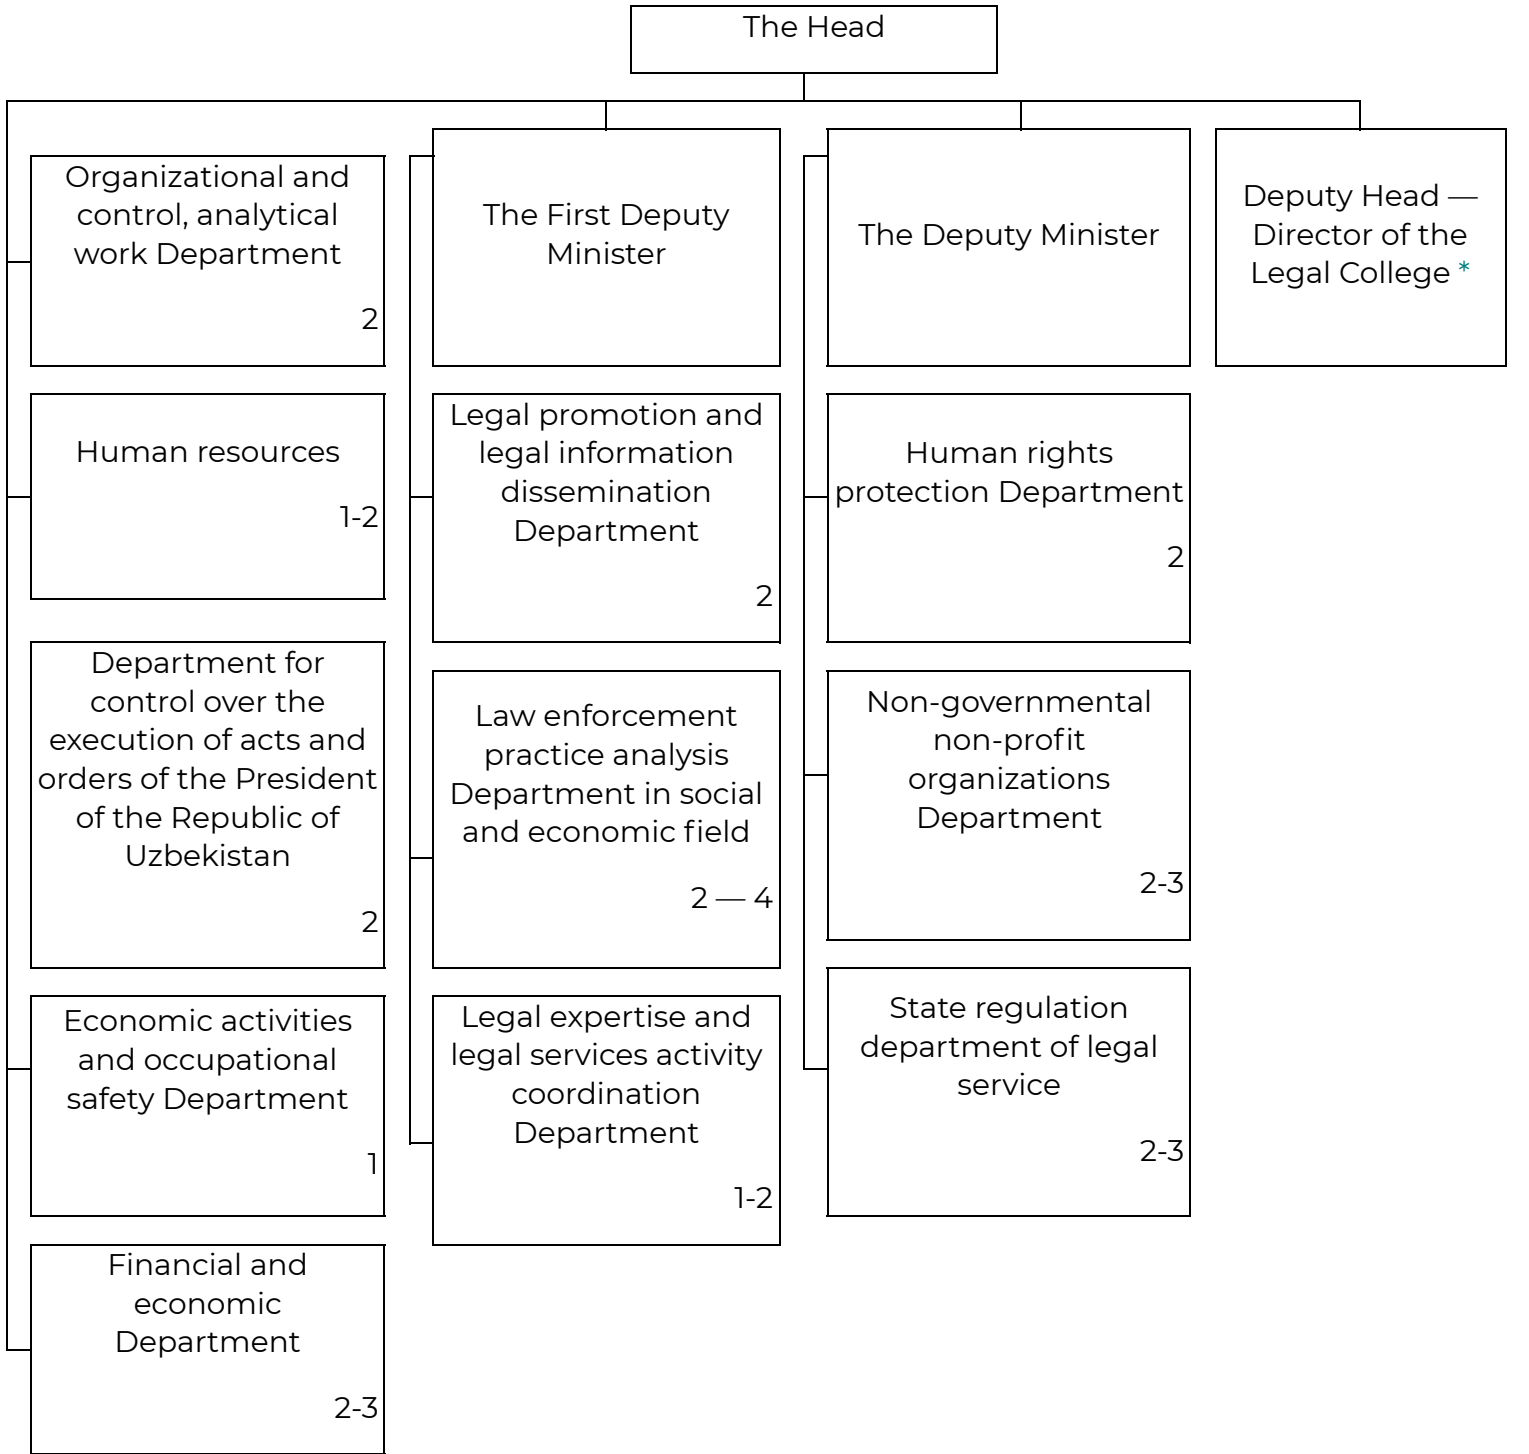 The Head
Organizational and
control, analytical
work Department
2
The First Deputy
Minister
The Deputy Minister
Deputy Head —
Director of the
Legal College *
Human resources
1-2
Legal promotion and
legal information
dissemination
Department
2
Human rights
protection Department
2
Department for
control over the
execution of acts and
orders of the President
of the Republic of
Uzbekistan
2
Law enforcement
practice analysis
Department in social
and economic field
2 — 4
Non-governmental
non-profit
organizations
Department
2-3
Economic activities
and occupational
safety Department
1
Legal expertise and
legal services activity
coordination
Department
1-2
State regulation
department of legal
service
2-3
Financial and
economic
Department
2-3